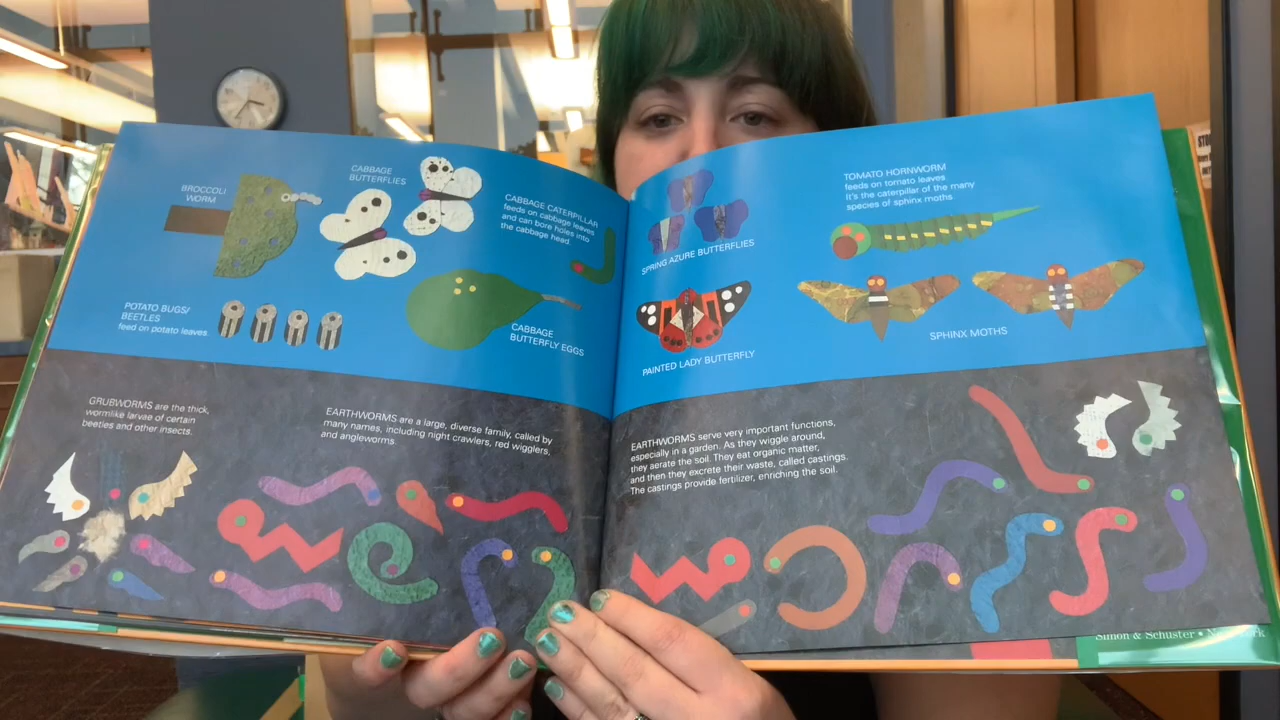 BROCCOLI
WORM
CABBAGE
BUTTERFLIES
CABBAGE CATERPILLAR
feeds on cabbage leaves
and can bore holes into
the cabbage head.
POTATO BUGS/
BEETLES
feed on potato leaves.
CABBAGE
BUTTERFLY EGGS
GRUBWORMS are the thick,
wormlike larvae of certain
beetles and other insects.
EARTHWORMS are a large, diverse family, called by
many names, including night crawlers, red wigglers,
and angleworms.
SPRING AZURE BUTTERFLIES
TOMATO HORNWORM
feeds on tomato leaves
It's the caterpillar of the many
species of sphinx moths
PAINTED LADY BUTTERFLY
SPHINX MOTHS
EARTHWORMS serve very important functions,
especially in a garden. As they wiggle around,
they aerate the soil. They eat organic matter,
and then they excrete their waste, called castings.
The castings provide fertilizer, enriching the soil.
Simon & Schuster • New York